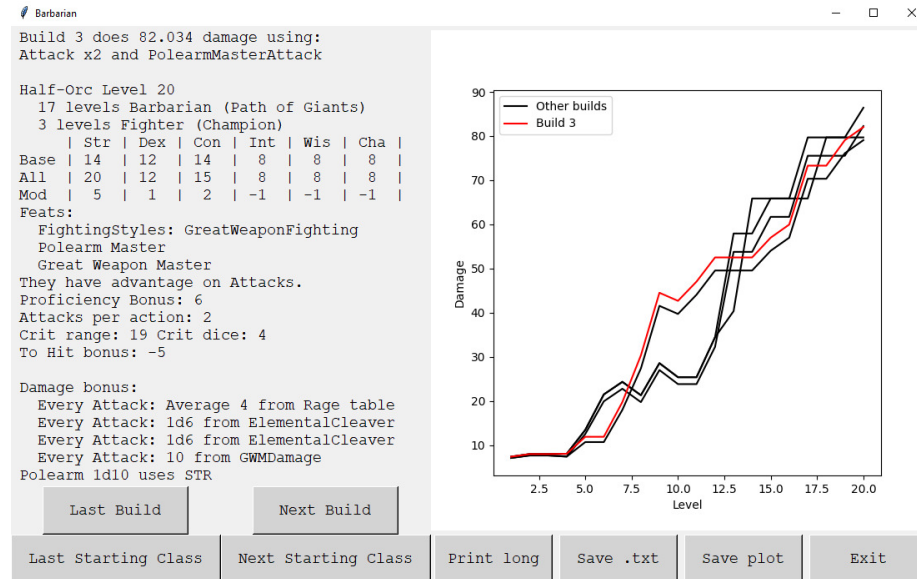 Barbarian
Build 3 does 82.034 damage using:
Attack x2 and PolearmMasterAttack
Half-Orc Level 20
17 levels Barbarian (Path of Giants)
3 levels Fighter (Champion)
| Str | Dex | Con | Int | Wis | Cha |
Base | 14 | 12 | 14 | 8 | 8 | 8 |
All | 20 | 12 | 15 | 8 | 8 | 8 |
Mod | 5 | 1 | 2 | -1 | -1 | -1 |
Feats:
FightingStyles: GreatWeaponFighting
Polearm Master
Great Weapon Master
They have advantage on Attacks.
Proficiency Bonus: 6
Attacks per action: 2
Crit range: 19 Crit dice: 4
To Hit bonus: -5
Damage bonus:
Every Attack: Average 4 from Rage table
Every Attack: 1d6 from ElementalCleaver
Every Attack: 1d6 from ElementalCleaver
Every Attack: 10 from GWMDamage
Polearm 1d10 uses STR
Last Build
Next Build
Other builds
Build 3
90
80
70
60
50
40
30
20
10
Damage
2.5 5.0 7.5 10.0 12.5 15.0 17.5 20.0
Level
Last Starting Class
Next Starting Class
Print long
Save .txt
Save plot
Exit